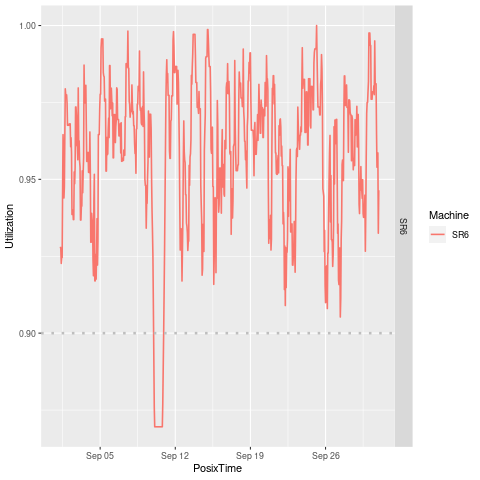 1.00
0.95
0.90
Utilization
Sep 05
Sep 12
Sep 19
Sep 26
PosixTime
SR6
Machine
SR6